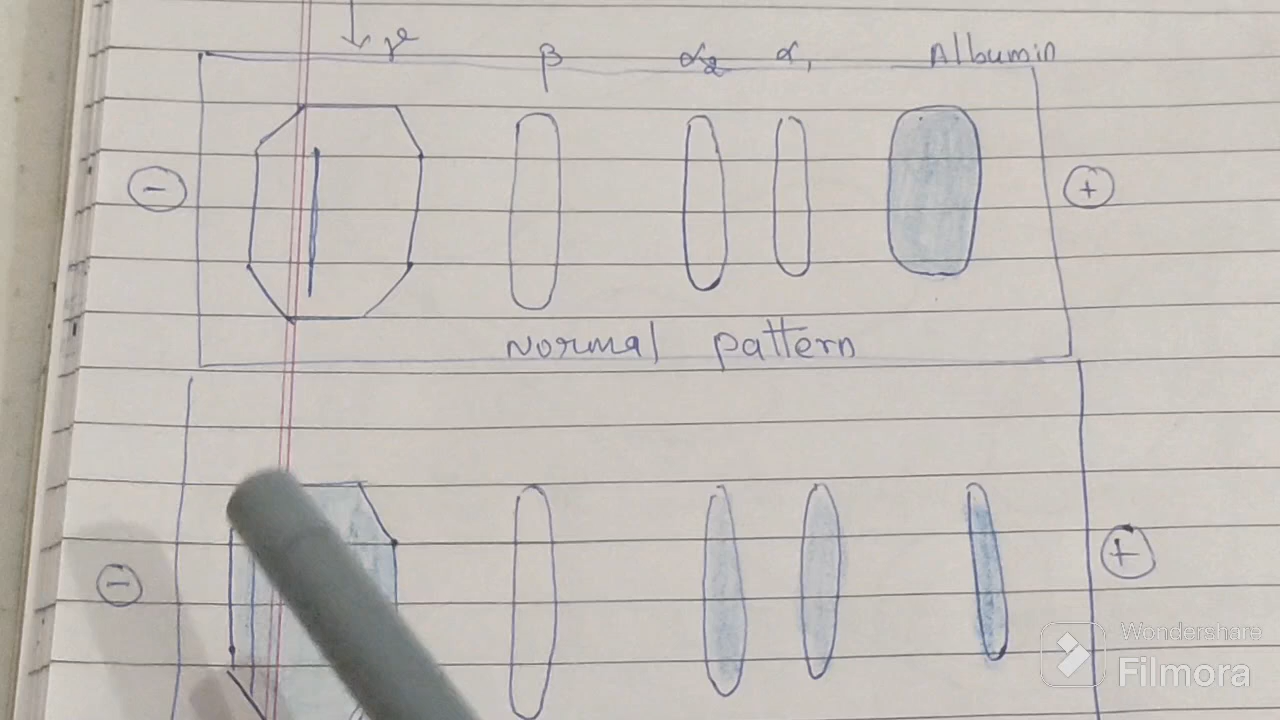 γ β α2 α1 Albumin
− +
Normal pattern
− +
Wondershare
Filmora